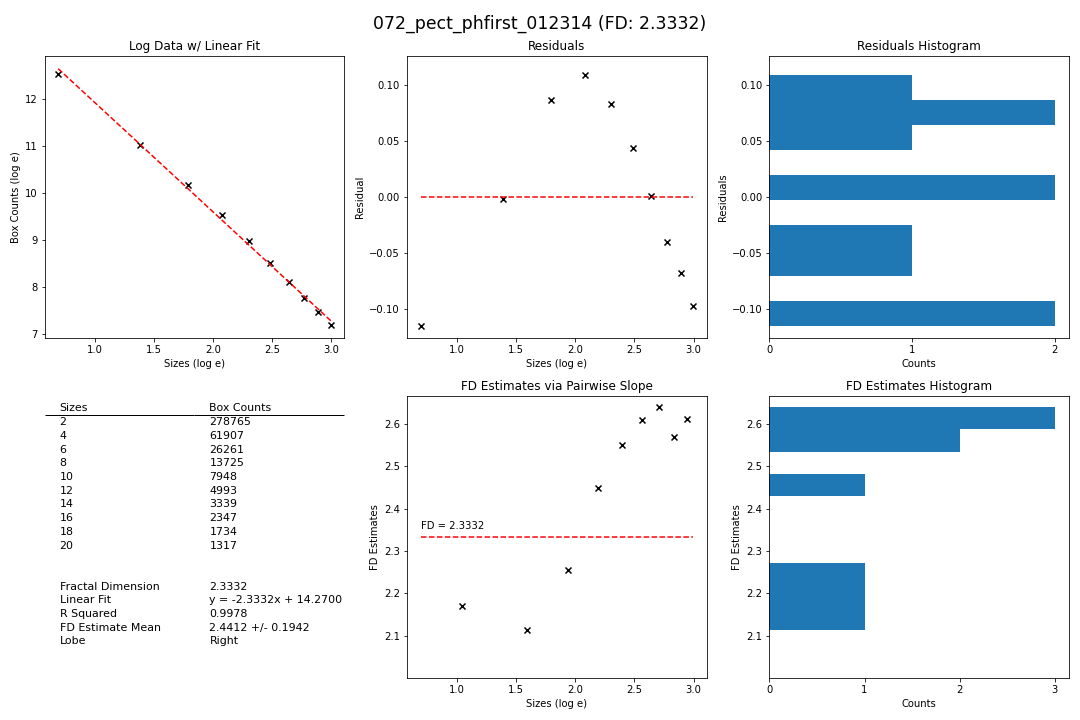 072_pect_phfirst_012314 (FD: 2.3332)
Log Data w/ Linear Fit
Box Counts (log e)
12
11
10
9
8
7
1.0 1.5 2.0 2.5 3.0
Sizes (log e)
Residuals
Residual
0.10
0.05
0.00
−0.05
−0.10
1.0 1.5 2.0 2.5 3.0
Sizes (log e)
Residuals Histogram
Residuals
0.10
0.05
0.00
−0.05
−0.10
0 1 2
Counts
Sizes Box Counts
2 278765
4 61907
6 26261
8 13725
10 7948
12 4993
14 3339
16 2347
18 1734
20 1317
Fractal Dimension 2.3332
Linear Fit y = -2.3332x + 14.2700
R Squared 0.9978
FD Estimate Mean 2.4412 +/- 0.1942
Lobe Right
FD Estimates via Pairwise Slope
FD Estimates
2.6
2.5
2.4
2.3
2.2
2.1
FD = 2.3332
1.0 1.5 2.0 2.5 3.0
Sizes (log e)
FD Estimates Histogram
FD Estimates
2.6
2.5
2.4
2.3
2.2
2.1
0 1 2 3
Counts